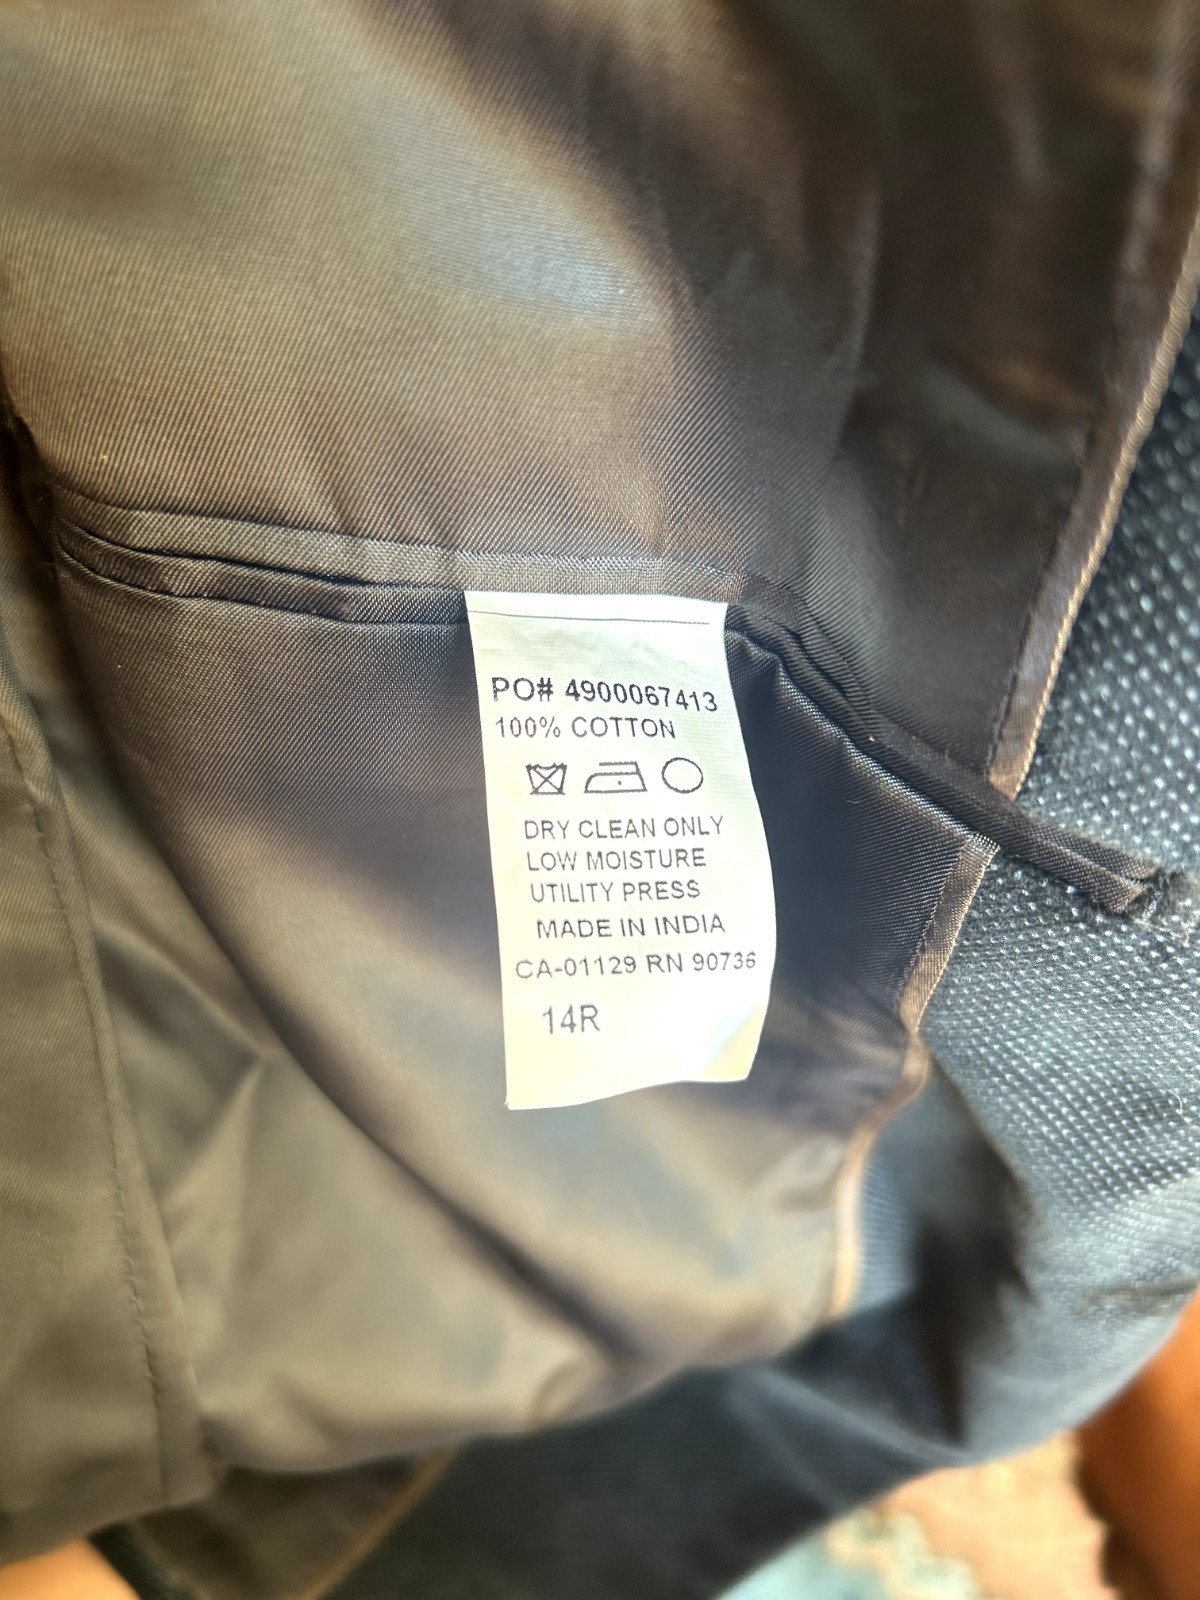 PO# 4900067413
100% COTTON
DRY CLEAN ONLY
LOW MOISTURE
UTILITY PRESS
MADE IN INDIA
CA-01129 RN 90736
14R